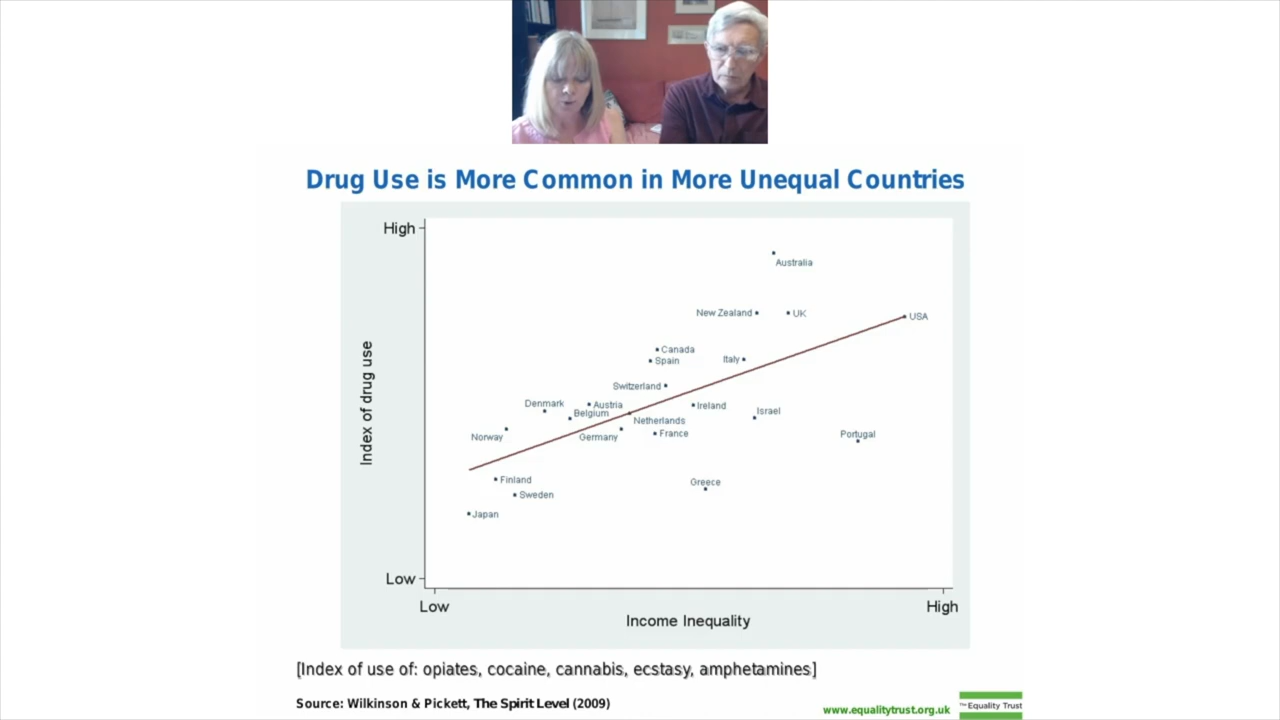 Drug Use is More Common in More Unequal Countries
High
Australia
New Zealand
UK
USA
Canada
Spain
Italy
Switzerland
Denmark
Austria
Ireland
Belgium
Israel
Netherlands
Norway
Germany
France
Portugal
Finland
Greece
Sweden
Japan
Index of drug use
Low
Low
High
Income Inequality
[Index of use of: opiates, cocaine, cannabis, ecstasy, amphetamines]
Source: Wilkinson & Pickett, The Spirit Level (2009)
www.equalitytrust.org.uk
The Equality Trust